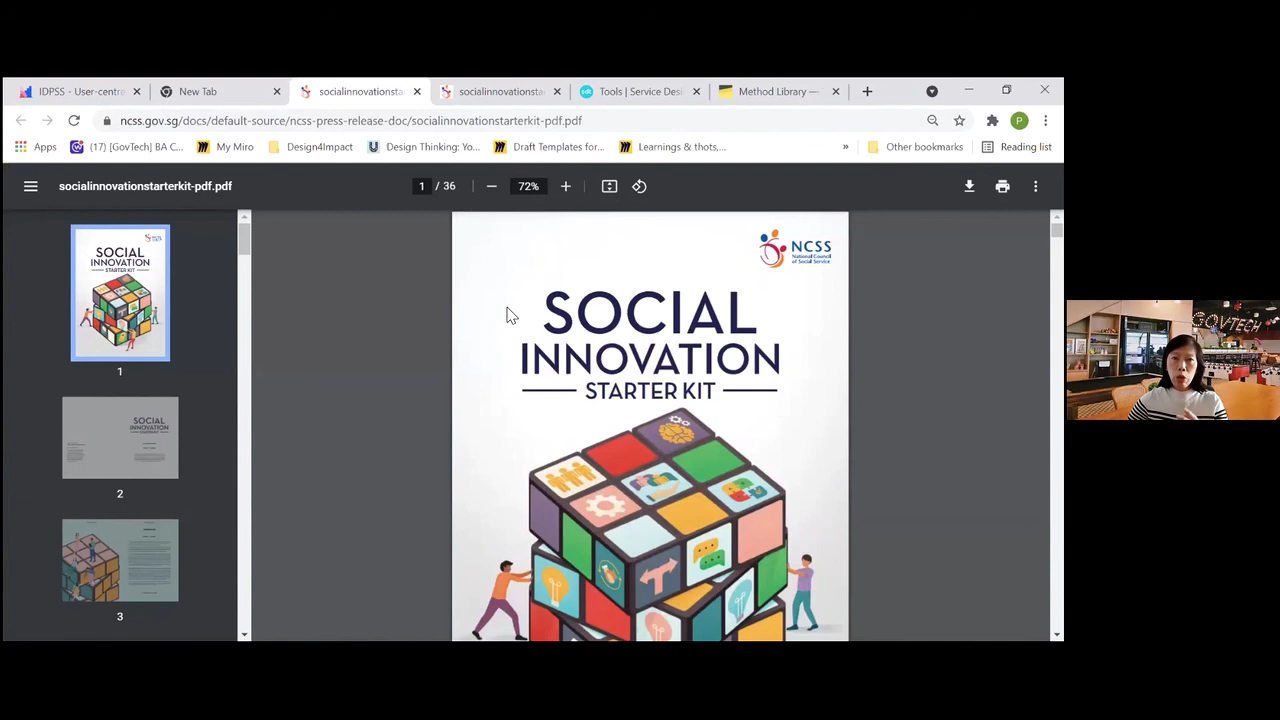 IDPSS - User-centr
New Tab
socialinnovationsta
socialinnovationsta
Tools | Service Desi
Method Library —
ncss.gov.sg/docs/default-source/ncss-press-release-doc/socialinnovationstarterkit-pdf.pdf
P
Apps
(17) [GovTech] BA C...
My Miro
Design4Impact
Design Thinking: Yo...
Draft Templates for...
Learnings & thots,...
»
Other bookmarks
Reading list
socialinnovationstarterkit-pdf.pdf
1 / 36
72%
SOCIAL
INNOVATION
STARTER KIT
1
SOCIAL
INNOVATION
2
3
NCSS
National Council
of Social Service
SOCIAL
INNOVATION
STARTER KIT
GOVTECH